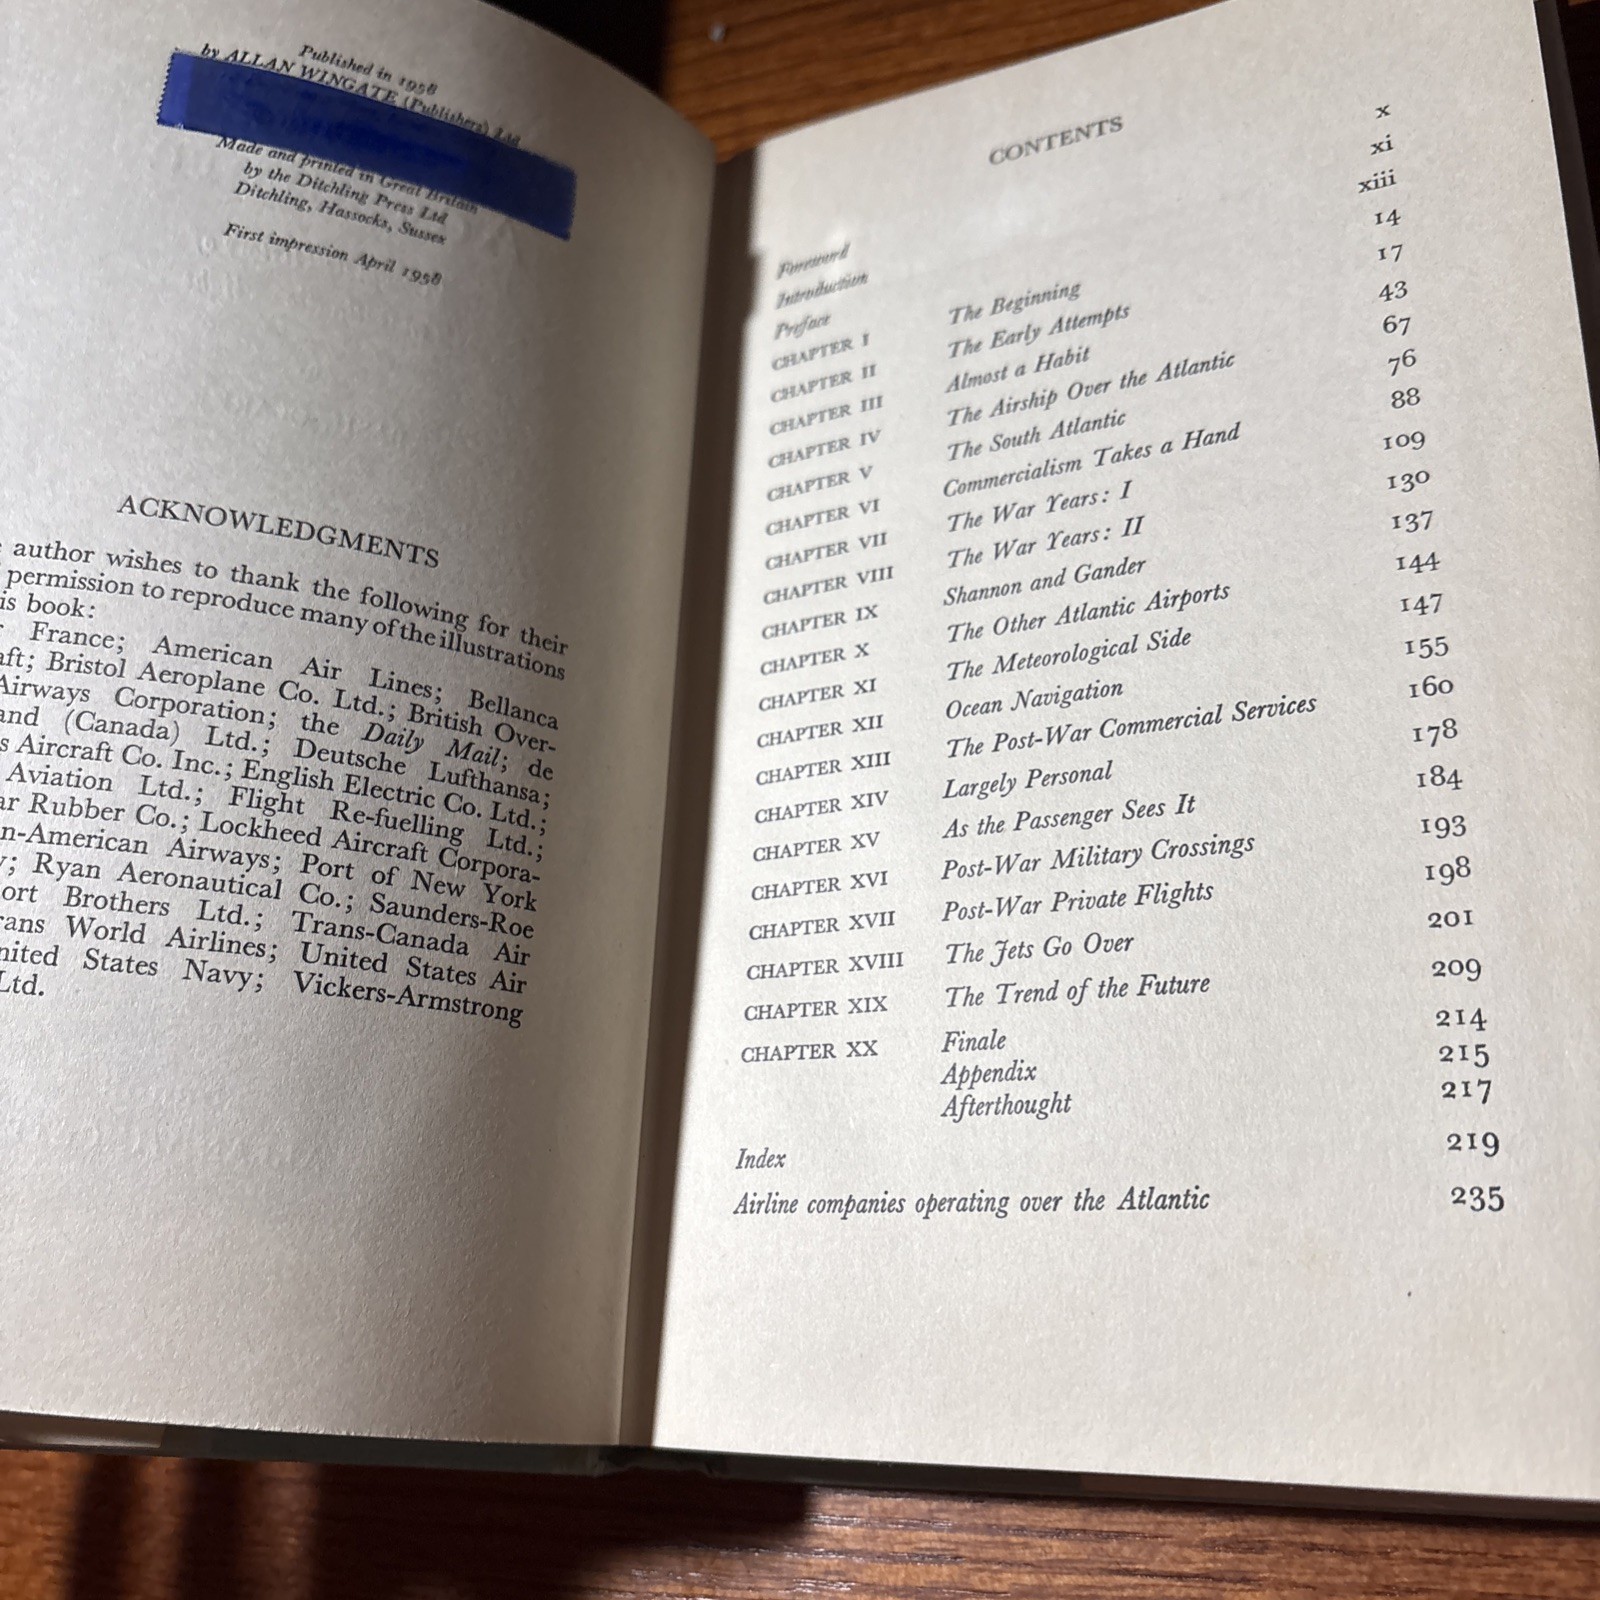 Published in 1958
by ALLAN WINGATE (Publishers) Ltd
Made and printed in Great Britain
by the Ditchling Press Ltd
Ditchling, Hassocks, Sussex
First impression April 1958
ACKNOWLEDGMENTS
author wishes to thank the following for their
permission to reproduce many of the illustrations
is book:
France; American Air Lines; Bellanca
aft; Bristol Aeroplane Co. Ltd.; British Over-
Airways Corporation; the Daily Mail; de
and (Canada) Ltd.; Deutsche Lufthansa;
s Aircraft Co. Inc.; English Electric Co. Ltd.;
Aviation Ltd.; Flight Re-fuelling Ltd.;
ar Rubber Co.; Lockheed Aircraft Corpora-
n-American Airways; Port of New York
y; Ryan Aeronautical Co.; Saunders-Roe
ort Brothers Ltd.; Trans-Canada Air
rans World Airlines; United States Air
nited States Navy; Vickers-Armstrong
Ltd.
CONTENTS
Foreword x
Introduction xi
Preface xiii
CHAPTER I The Beginning 14
CHAPTER II The Early Attempts 17
CHAPTER III Almost a Habit 43
CHAPTER IV The Airship Over the Atlantic 67
CHAPTER V The South Atlantic 76
CHAPTER VI Commercialism Takes a Hand 88
CHAPTER VII The War Years: I 109
CHAPTER VIII The War Years: II 130
CHAPTER IX Shannon and Gander 137
CHAPTER X The Other Atlantic Airports 144
CHAPTER XI The Meteorological Side 147
CHAPTER XII Ocean Navigation 155
CHAPTER XIII The Post-War Commercial Services 160
CHAPTER XIV Largely Personal 178
CHAPTER XV As the Passenger Sees It 184
CHAPTER XVI Post-War Military Crossings 193
CHAPTER XVII Post-War Private Flights 198
CHAPTER XVIII The Jets Go Over 201
CHAPTER XIX The Trend of the Future 209
CHAPTER XX Finale 214
Appendix 215
Afterthought 217
Index 219
Airline companies operating over the Atlantic 235